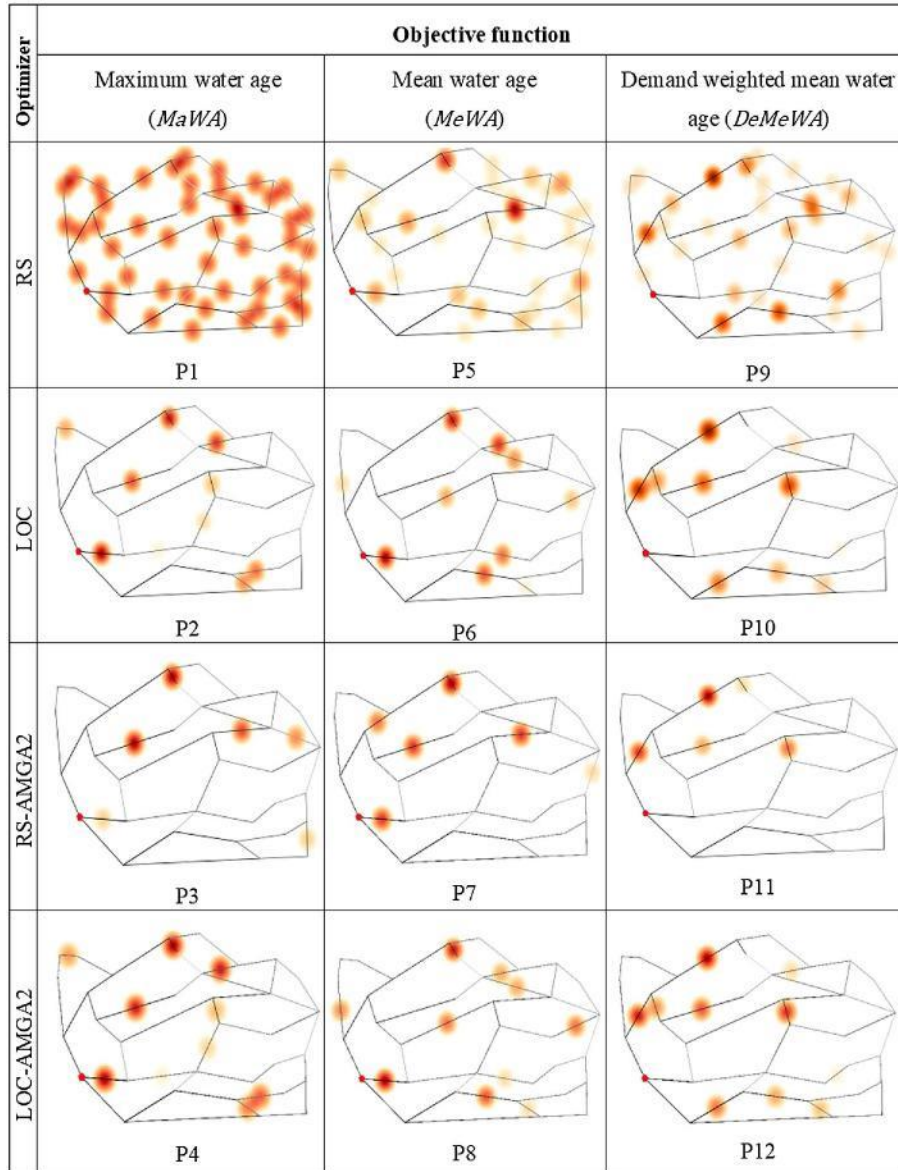 Optimizer
Objective function
Maximum water age
(MaWA)
Mean water age
(MeWA)
Demand weighted mean water
age (DeMeWA)
RS
P1
P5
P9
LOC
P2
P6
P10
RS-AMGA2
P3
P7
P11
LOC-AMGA2
P4
P8
P12